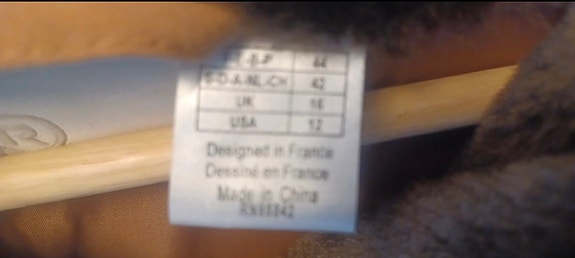 E-B-P 44
S-D-A-NL-CH 42
UK 16
USA 12
Designed in France
Dessiné en France
Made in China
R